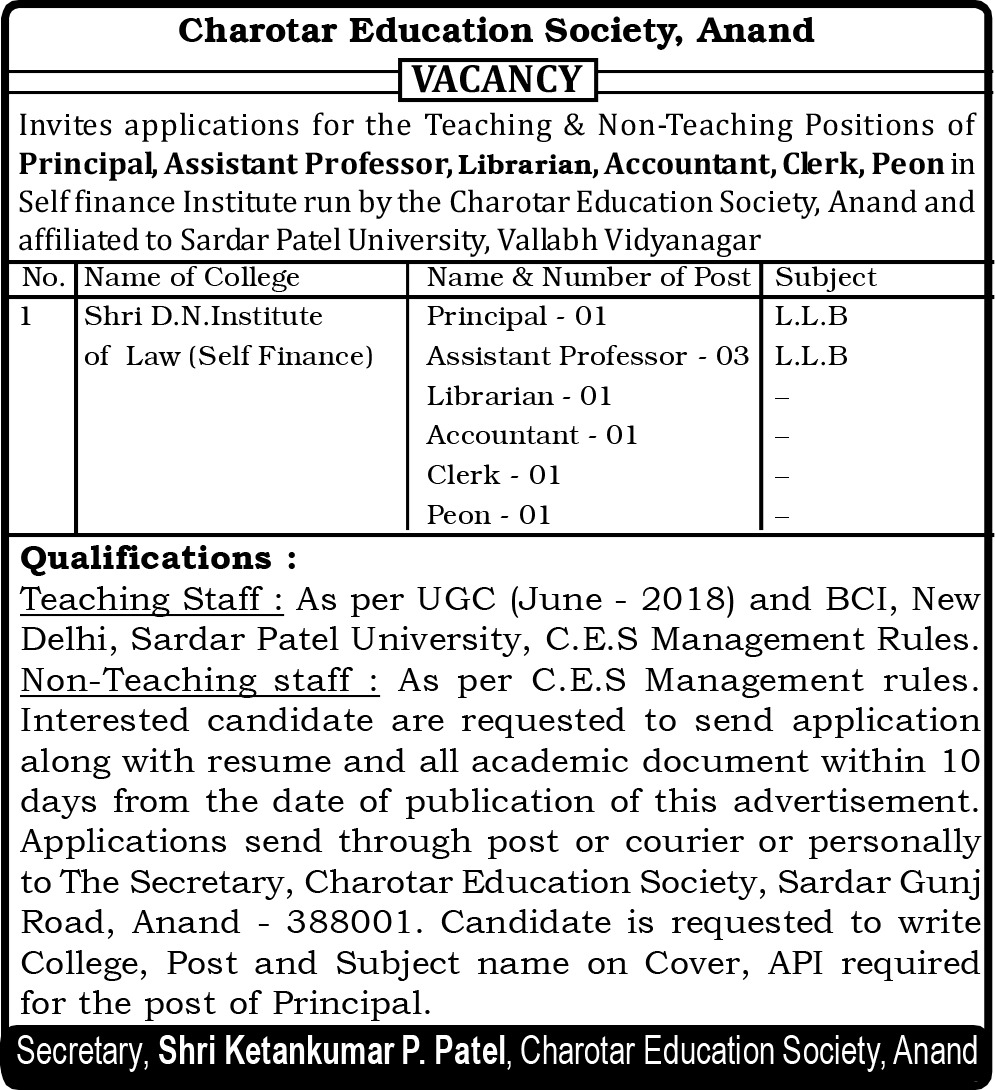 Charotar Education Society, Anand
VACANCY
Invites applications for the Teaching & Non-Teaching Positions of
Principal, Assistant Professor, Librarian, Accountant, Clerk, Peon in
Self finance Institute run by the Charotar Education Society, Anand and
affiliated to Sardar Patel University, Vallabh Vidyanagar
No. Name of College Name & Number of Post Subject
1 Shri D.N.Institute Principal - 01 L.L.B
of Law (Self Finance) Assistant Professor - 03 L.L.B
Librarian - 01 –
Accountant - 01 –
Clerk - 01 –
Peon - 01 –
Qualifications :
Teaching Staff : As per UGC (June - 2018) and BCI, New
Delhi, Sardar Patel University, C.E.S Management Rules.
Non-Teaching staff : As per C.E.S Management rules.
Interested candidate are requested to send application
along with resume and all academic document within 10
days from the date of publication of this advertisement.
Applications send through post or courier or personally
to The Secretary, Charotar Education Society, Sardar Gunj
Road, Anand - 388001. Candidate is requested to write
College, Post and Subject name on Cover, API required
for the post of Principal.
Secretary, Shri Ketankumar P. Patel, Charotar Education Society, Anand